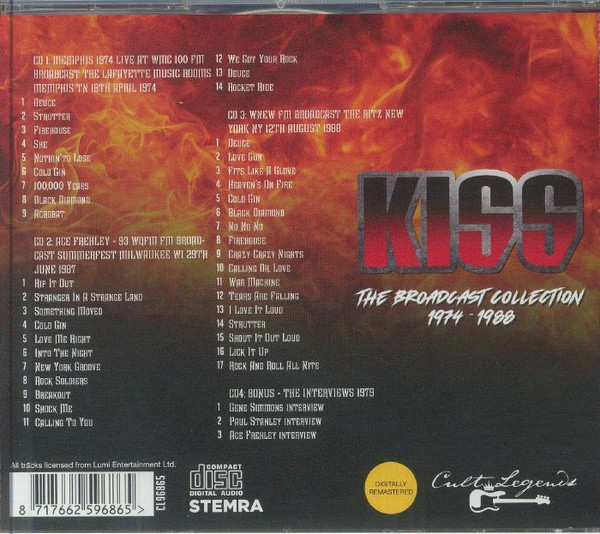 CD 1: MEMPHIS 1974 LIVE AT WMC 100 FM
BROADCAST THE LAFAYETTE MUSIC ROOMS
MEMPHIS TN 18TH APRIL 1974
1 DEUCE
2 STRUTTER
3 FIREHOUSE
4 SHE
5 NOTHIN'TO LOSE
6 COLD GIN
7 100,000 YEARS
8 BLACK DIAMOND
9 ACROBAT
CD 2: ACE FREHLEY - 93 WQFM FM BROAD-
CAST SUMMERFEST MILWAUKEE WI 29TH
JUNE 1987
1 RIP IT OUT
2 STRANGER IN A STRANGE LAND
3 SOMETHING MOVED
4 COLD GIN
5 LOVE ME RIGHT
6 INTO THE NIGHT
7 NEW YORK GROOVE
8 ROCK SOLDIERS
9 BREAKOUT
10 SHOCK ME
11 CALLING TO YOU
12 WE GOT YOUR ROCK
13 DEUCE
14 ROCKET RIDE
CD 3: WNEW FM BROADCAST THE RITZ NEW
YORK NY 12TH AUGUST 1988
1 DEUCE
2 LOVE GUN
3 FITS LIKE A GLOVE
4 HEAVEN'S ON FIRE
5 COLD GIN
6 BLACK DIAMOND
7 NO NO NO
8 FIREHOUSE
9 CRAZY CRAZY NIGHTS
10 CALLING DR. LOVE
11 WAR MACHINE
12 TEARS ARE FALLING
13 I LOVE IT LOUD
14 STRUTTER
15 SHOUT IT OUT LOUD
16 LICK IT UP
17 ROCK AND ROLL ALL NITE
CD4: BONUS - THE INTERVIEWS 1979
1 GENE SIMMONS INTERVIEW
2 PAUL STANLEY INTERVIEW
3 ACE FREHLEY INTERVIEW
KISS
THE BROADCAST COLLECTION
1974 - 1988
All tracks licensed from Lumi Entertainment Ltd.
8 717662 596865 >
CL96865
COMPACT
disc
DIGITAL AUDIO
STEMRA
DIGITALLY
REMASTERED
Cult Legends